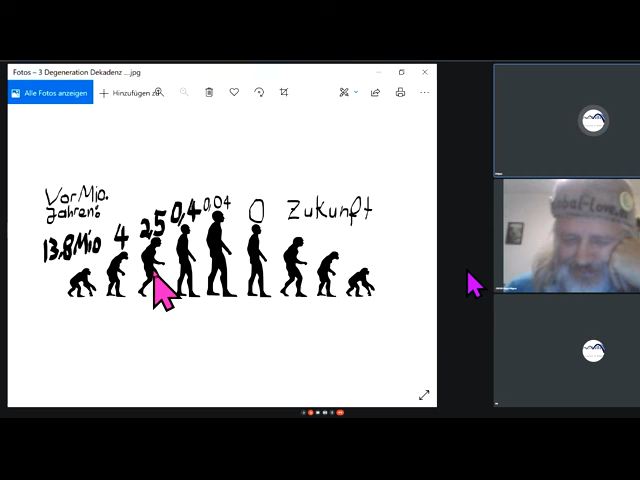 Fotos – 3 Degeneration Dekadenz ....jpg
Alle Fotos anzeigen
Hinzufügen zu
Vor Mio.
Jahren:
13,8 Mio 4 2,5 0,4 0,04 0 Zukunft